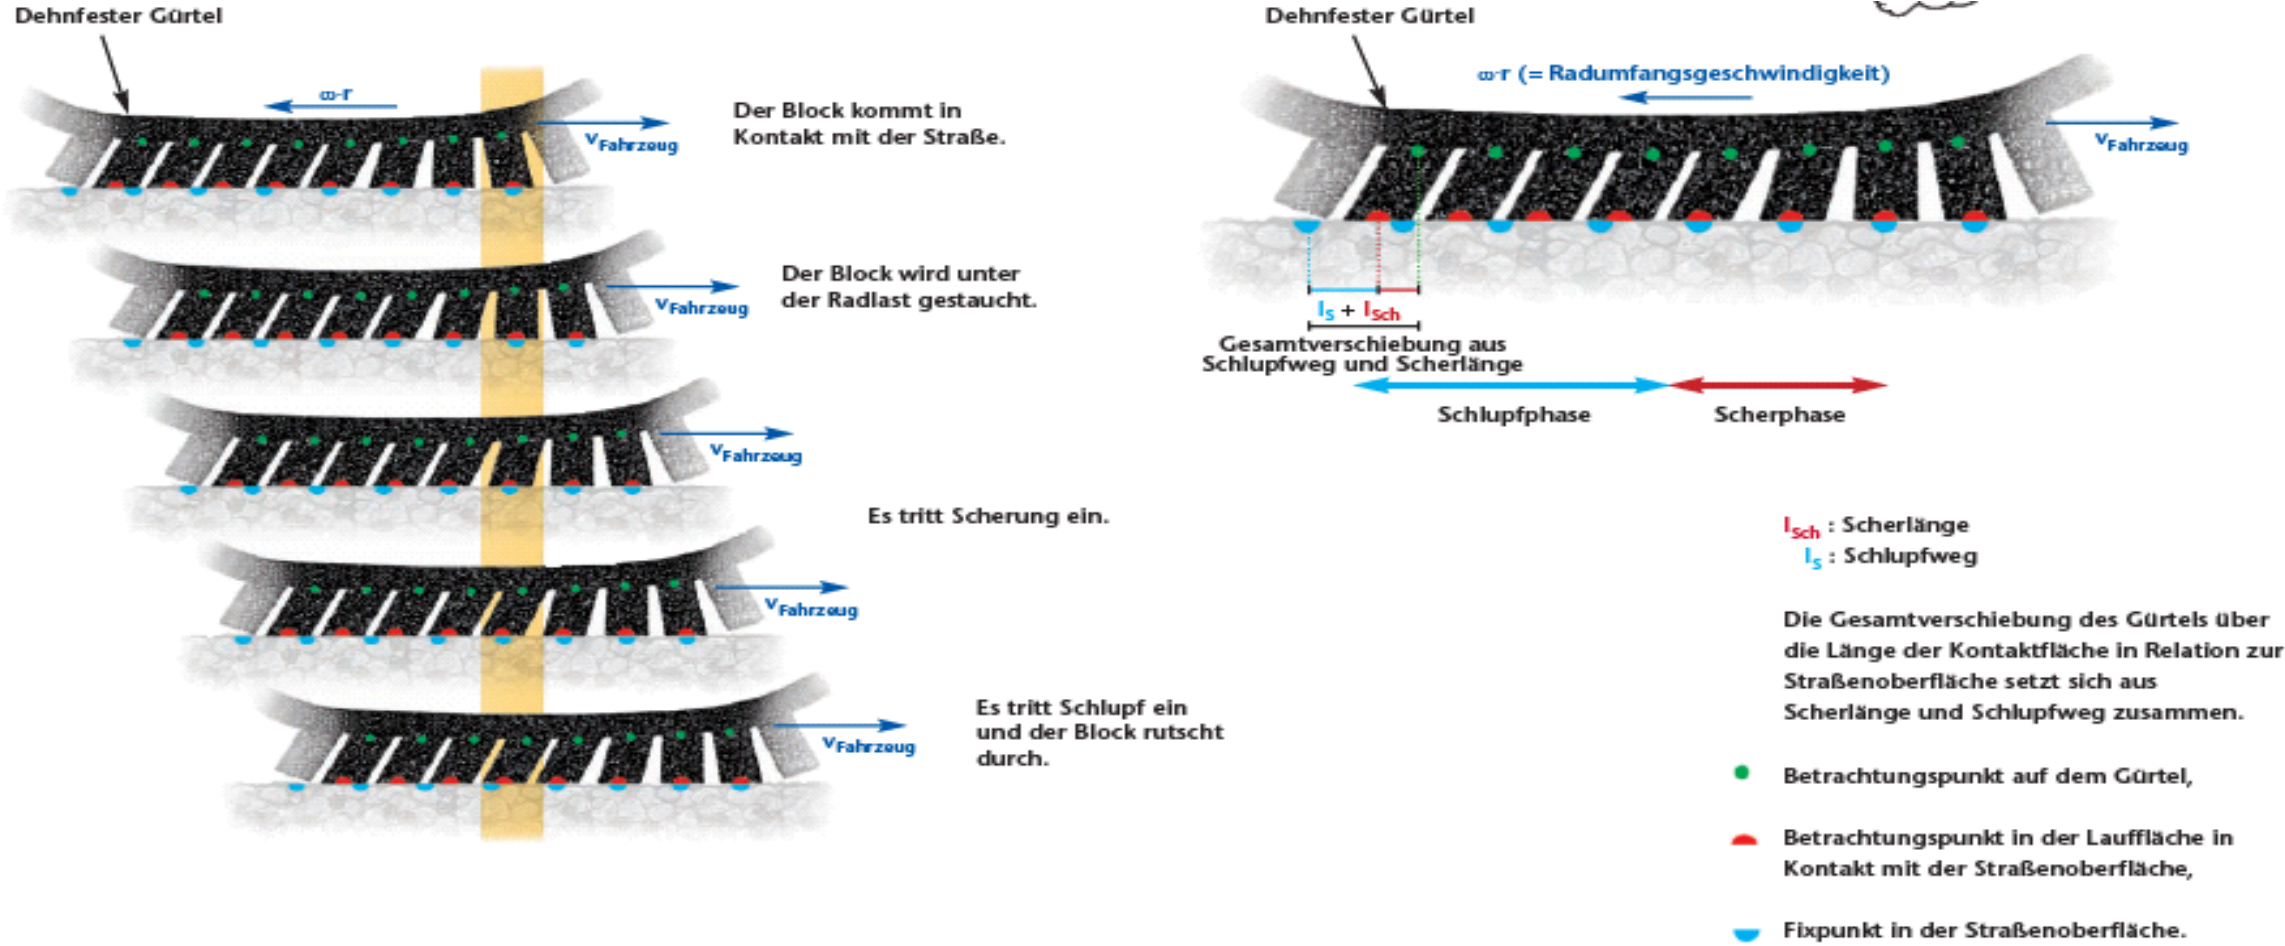 Dehnfester Gürtel
ω·r
vFahrzeug
Der Block kommt in
Kontakt mit der Straße.
vFahrzeug
Der Block wird unter
der Radlast gestaucht.
vFahrzeug
Es tritt Scherung ein.
vFahrzeug
Es tritt Schlupf ein
und der Block rutscht
durch.
vFahrzeug
Dehnfester Gürtel
ω·r (= Radumfangsgeschwindigkeit)
vFahrzeug
lS + lSch
Gesamtverschiebung aus
Schlupfweg und Scherlänge
Schlupfphase
Scherphase
lSch : Scherlänge
lS : Schlupfweg
Die Gesamtverschiebung des Gürtels über
die Länge der Kontaktfläche in Relation zur
Straßenoberfläche setzt sich aus
Scherlänge und Schlupfweg zusammen.
Betrachtungspunkt auf dem Gürtel,
Betrachtungspunkt in der Lauffläche in
Kontakt mit der Straßenoberfläche,
Fixpunkt in der Straßenoberfläche.